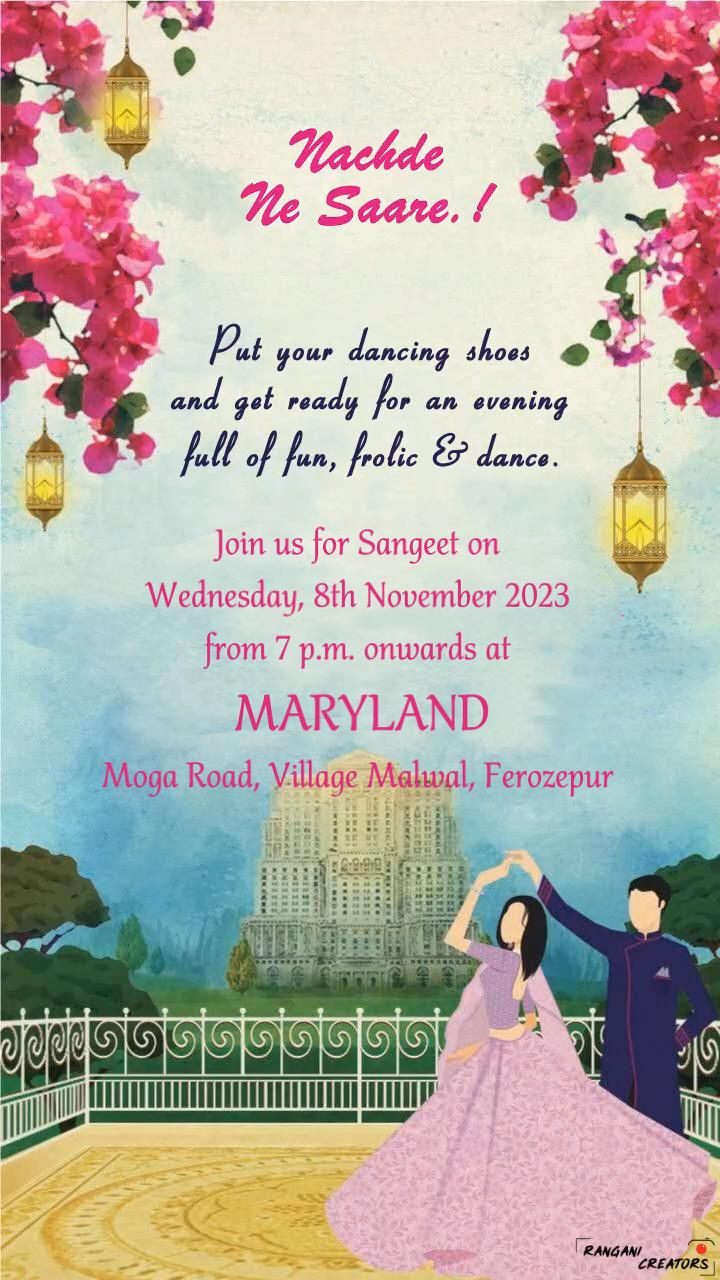 Nachde
Ne Saare.!
Put your dancing shoes
and get ready for an evening
full of fun, frolic & dance.
Join us for Sangeet on
Wednesday, 8th November 2023
from 7 p.m. onwards at
MARYLAND
Moga Road, Village Malwal, Ferozepur
RANGANI
CREATORS